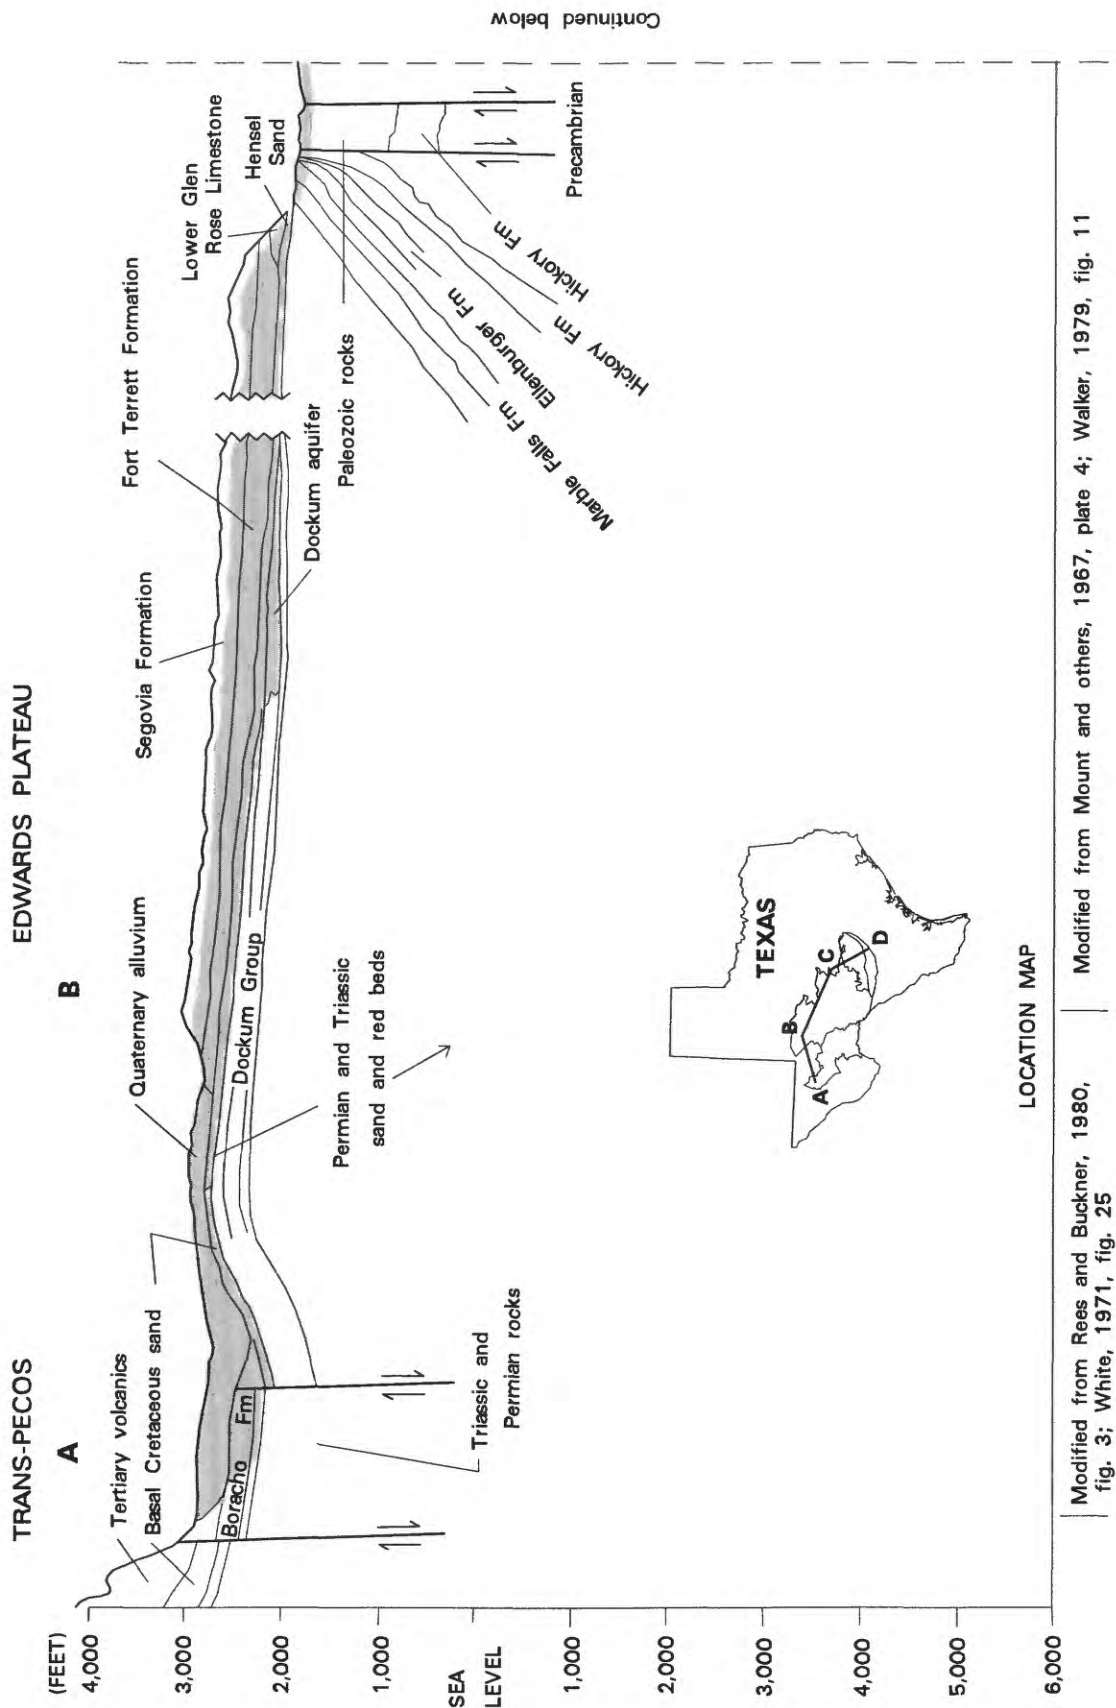 TRANS-PECOS
EDWARDS PLATEAU
A
B
(FEET)
4,000
3,000
2,000
1,000
SEA
LEVEL
1,000
2,000
3,000
4,000
5,000
6,000
Tertiary volcanics
Basal Cretaceous sand
Quaternary alluvium
Segovia Formation
Fort Terrett Formation
Lower Glen
Rose Limestone
Hensel
Sand
Boracho
Fm
Dockum Group
Permian and Triassic
sand and red beds
Dockum aquifer
Paleozoic rocks
Triassic and
Permian rocks
Marble Falls Fm
Ellenburger Fm
Hickory Fm
Hickory Fm
Precambrian
Continued below
TEXAS
A
B
C
D
LOCATION MAP
Modified from Rees and Buckner, 1980,
fig. 3; White, 1971, fig. 25
Modified from Mount and others, 1967, plate 4; Walker, 1979, fig. 11